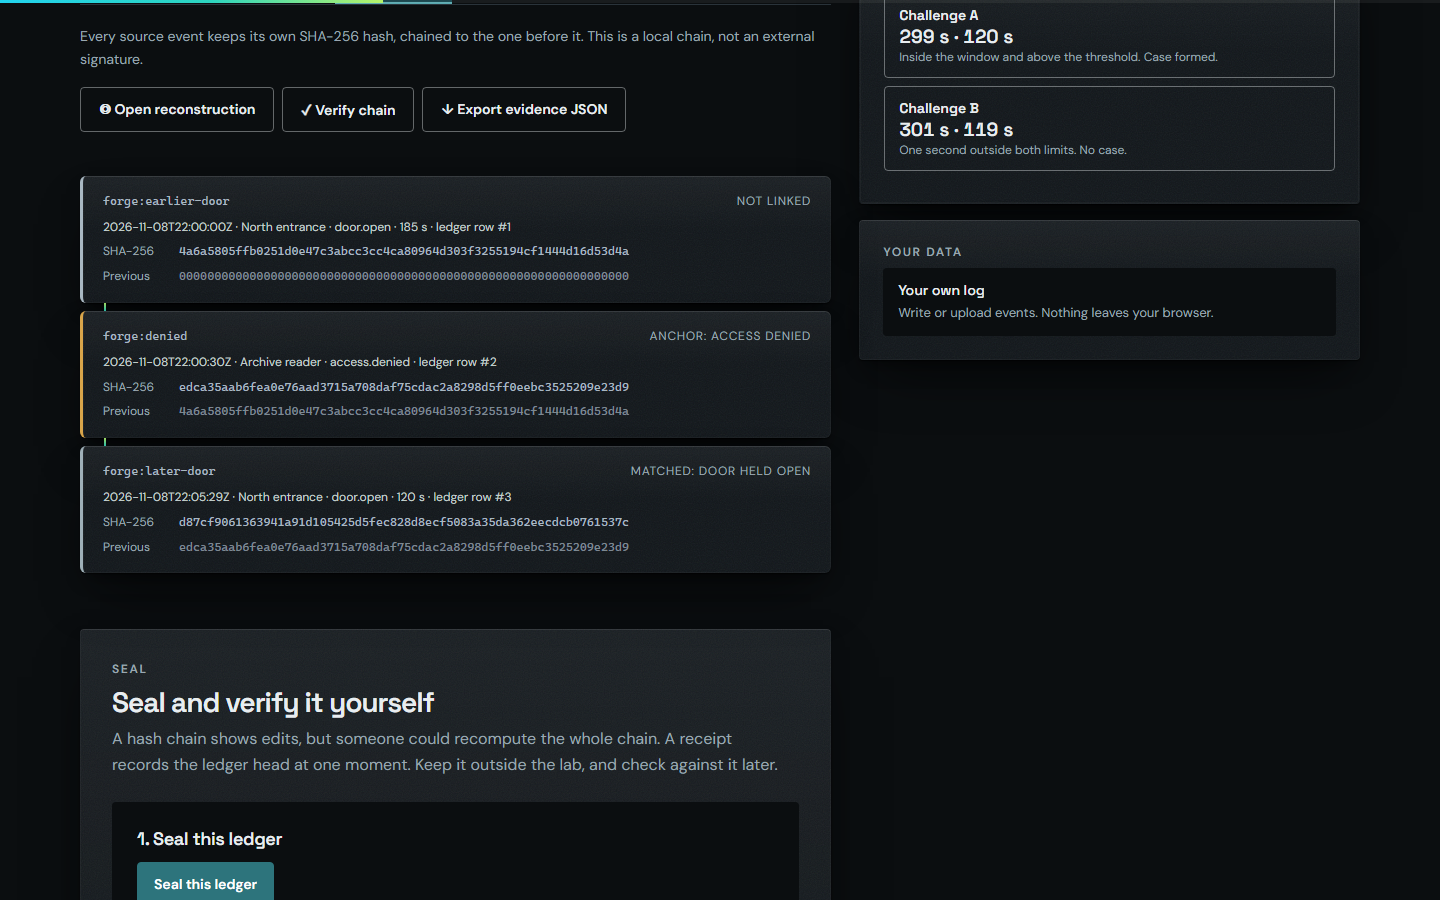 Every source event keeps its own SHA-256 hash, chained to the one before it. This is a local chain, not an external
signature.
Open reconstruction
Verify chain
Export evidence JSON
forge:earlier-door
NOT LINKED
2026-11-08T22:00:00Z · North entrance · door.open · 185 s · ledger row #1
SHA-256 4a6a5805ffb0251d0e47c3abcc3cc4ca80964d303f3255194cf1444d16d53d4a
Previous 0000000000000000000000000000000000000000000000000000000000000000
forge:denied
ANCHOR: ACCESS DENIED
2026-11-08T22:00:30Z · Archive reader · access.denied · ledger row #2
SHA-256 edca35aab6fea0e76aad3715a708daf75cdac2a8298d5ff0eebc3525209e23d9
Previous 4a6a5805ffb0251d0e47c3abcc3cc4ca80964d303f3255194cf1444d16d53d4a
forge:later-door
MATCHED: DOOR HELD OPEN
2026-11-08T22:05:29Z · North entrance · door.open · 120 s · ledger row #3
SHA-256 d87cf9061363941a91d105425d5fec828d8ecf5083a35da362eecdcb0761537c
Previous edca35aab6fea0e76aad3715a708daf75cdac2a8298d5ff0eebc3525209e23d9
SEAL
Seal and verify it yourself
A hash chain shows edits, but someone could recompute the whole chain. A receipt
records the ledger head at one moment. Keep it outside the lab, and check against it later.
1. Seal this ledger
Seal this ledger
Challenge A
299 s · 120 s
Inside the window and above the threshold. Case formed.
Challenge B
301 s · 119 s
One second outside both limits. No case.
YOUR DATA
Your own log
Write or upload events. Nothing leaves your browser.